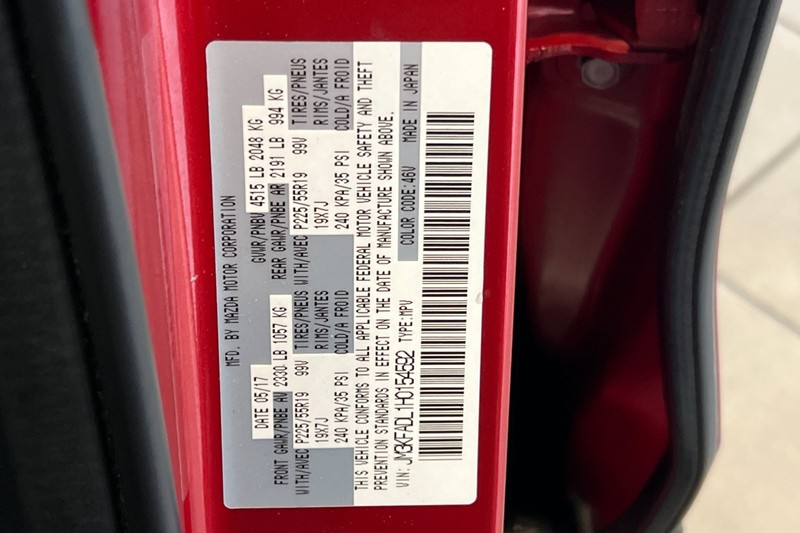 MFD. BY MAZDA MOTOR CORPORATION
DATE 05/17 GVWR/PNBV 4515 LB 2048 KG
FRONT GAWR/PNBE AV 2330 LB 1057 KG REAR GAWR/PNBE AR 2191 LB 994 KG
WITH/AVEC P225/55R19 99V TIRES/PNEUS WITH/AVEC P225/55R19 99V TIRES/PNEUS
19X7J RIMS/JANTES 19X7J RIMS/JANTES
240 KPA/35 PSI COLD/A FROID 240 KPA/35 PSI COLD/A FROID
THIS VEHICLE CONFORMS TO ALL APPLICABLE FEDERAL MOTOR VEHICLE SAFETY AND THEFT
PREVENTION STANDARDS IN EFFECT ON THE DATE OF MANUFACTURE SHOWN ABOVE.
VIN: JM3KFADL1H0154592 TYPE:MPV COLOR CODE:46V MADE IN JAPAN